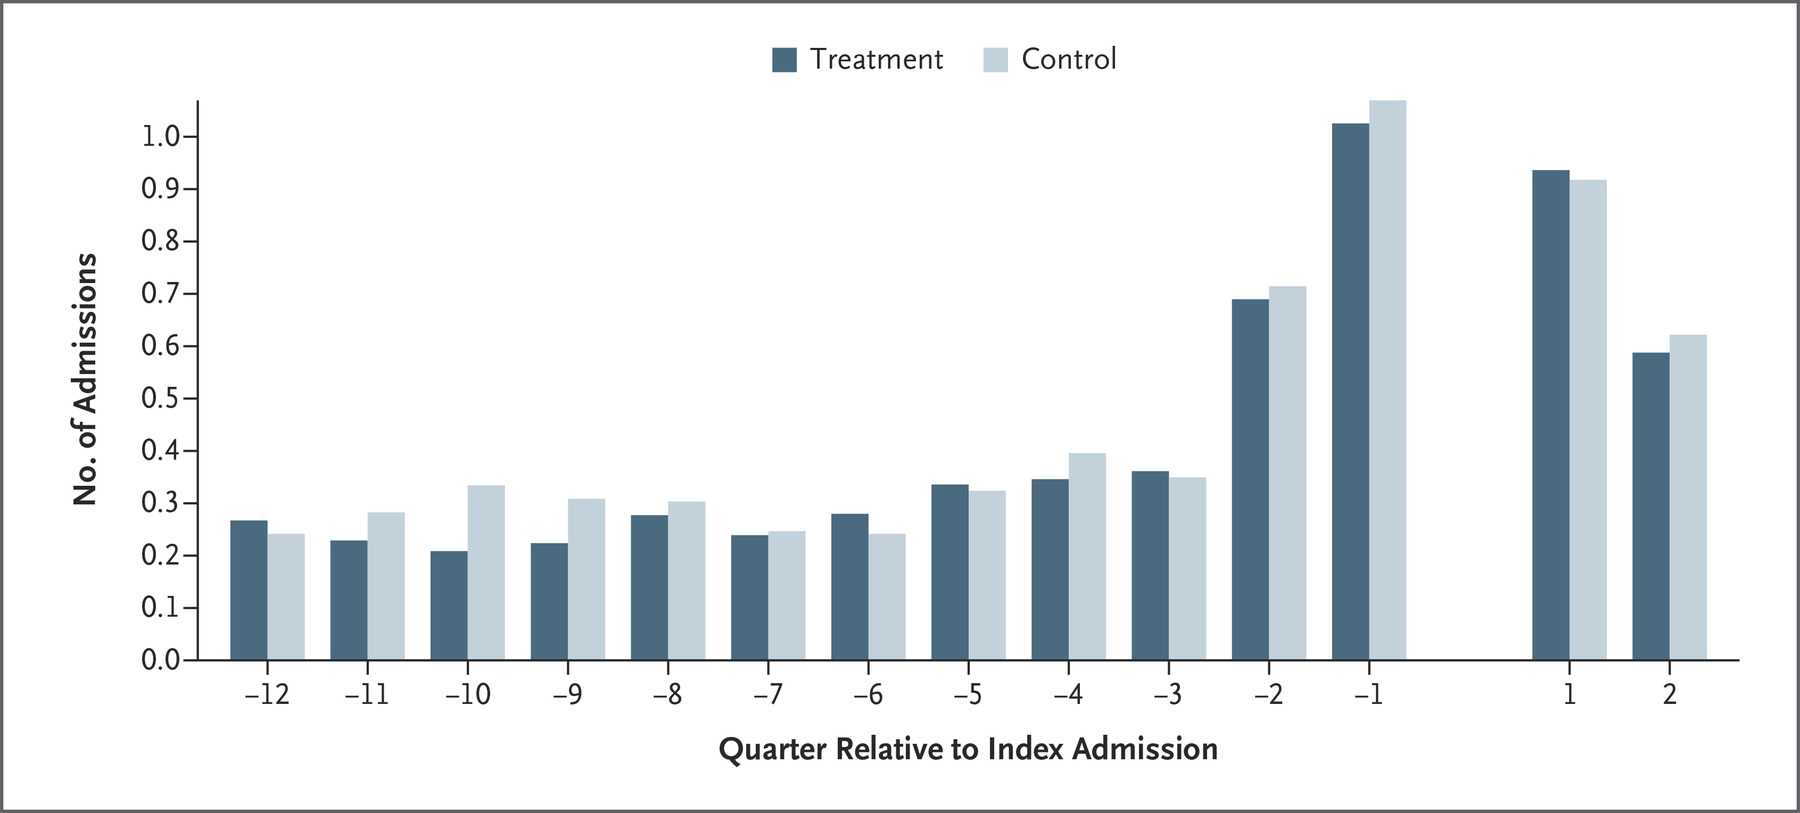 Treatment Control
1.0
0.9
0.8
0.7
0.6
0.5
0.4
0.3
0.2
0.1
0.0
No. of Admissions
–12 –11 –10 –9 –8 –7 –6 –5 –4 –3 –2 –1 1 2
Quarter Relative to Index Admission